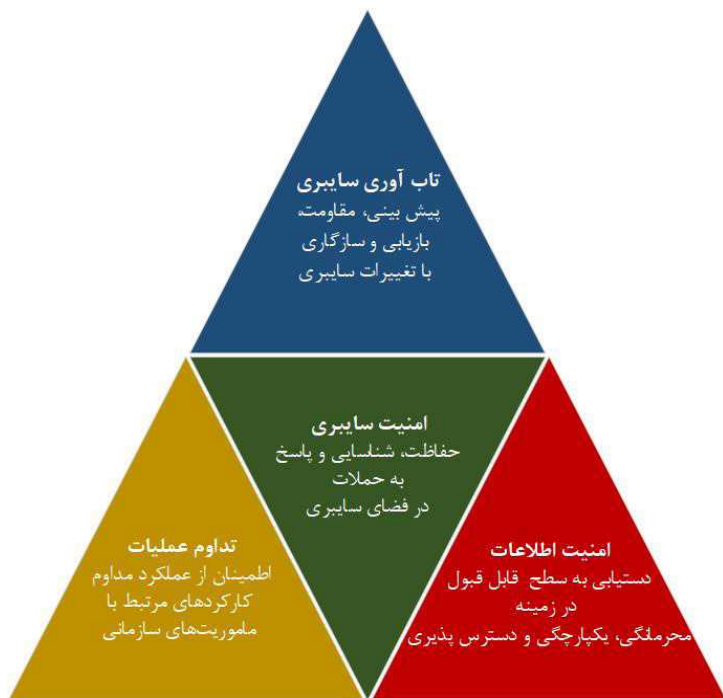 تاب آوری سایبری
پیش بینی، مقاومت،
بازیابی و سازگاری
با تغییرات سایبری
امنیت سایبری
حفاظت، شناسایی و پاسخ
به حملات
در فضای سایبری
امنیت اطلاعات
دستیابی به سطح قابل قبول
در زمینه
محرمانگی، یکپارچگی و دسترس پذیری
تداوم عملیات
اطمینان از عملکرد مداوم
کارکردهای مرتبط با
ماموریت‌های سازمانی